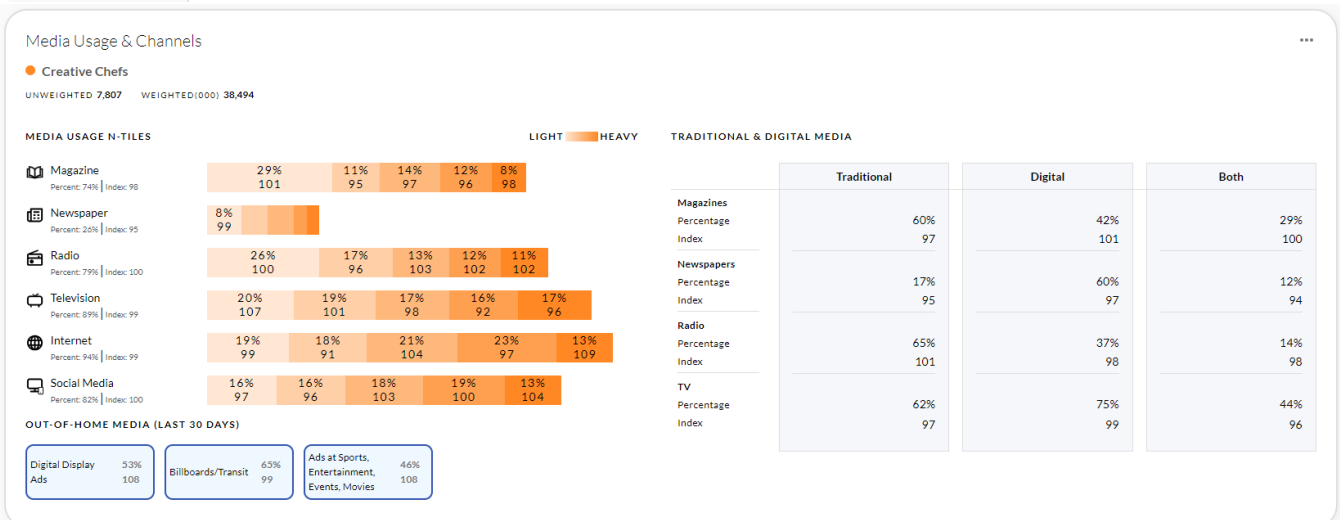 Media Usage & Channels
Creative Chefs
UNWEIGHTED 7,807 WEIGHTED(000) 38,494
MEDIA USAGE N-TILES LIGHT HEAVY
Magazine
Percent: 74% | Index: 98
29% 11% 14% 12% 8%
101 95 97 96 98
Newspaper
Percent: 26% | Index: 95
8%
99
Radio
Percent: 79% | Index: 100
26% 17% 13% 12% 11%
100 96 103 102 102
Television
Percent: 89% | Index: 99
20% 19% 17% 16% 17%
107 101 98 92 96
Internet
Percent: 94% | Index: 99
19% 18% 21% 23% 13%
99 91 104 97 109
Social Media
Percent: 82% | Index: 100
16% 16% 18% 19% 13%
97 96 103 100 104
OUT-OF-HOME MEDIA (LAST 30 DAYS)
Digital Display
Ads
53%
108
Billboards/Transit
65%
99
Ads at Sports,
Entertainment,
Events, Movies
46%
108
TRADITIONAL & DIGITAL MEDIA
Traditional Digital Both
Magazines
Percentage 60% 42% 29%
Index 97 101 100
Newspapers
Percentage 17% 60% 12%
Index 95 97 94
Radio
Percentage 65% 37% 14%
Index 101 98 98
TV
Percentage 62% 75% 44%
Index 97 99 96